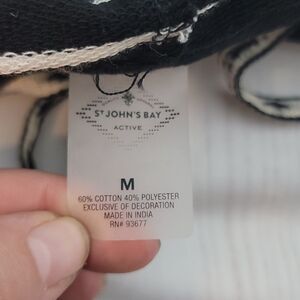 ST JOHN'S BAY
ACTIVE
M
60% COTTON 40% POLYESTER
EXCLUSIVE OF DECORATION
MADE IN INDIA
RN# 93677